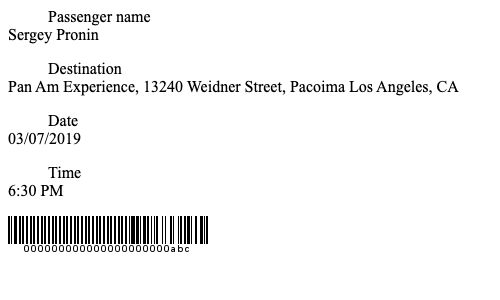 Passenger name
Sergey Pronin
Destination
Pan Am Experience, 13240 Weidner Street, Pacoima Los Angeles, CA
Date
03/07/2019
Time
6:30 PM
000000000000000000000abc